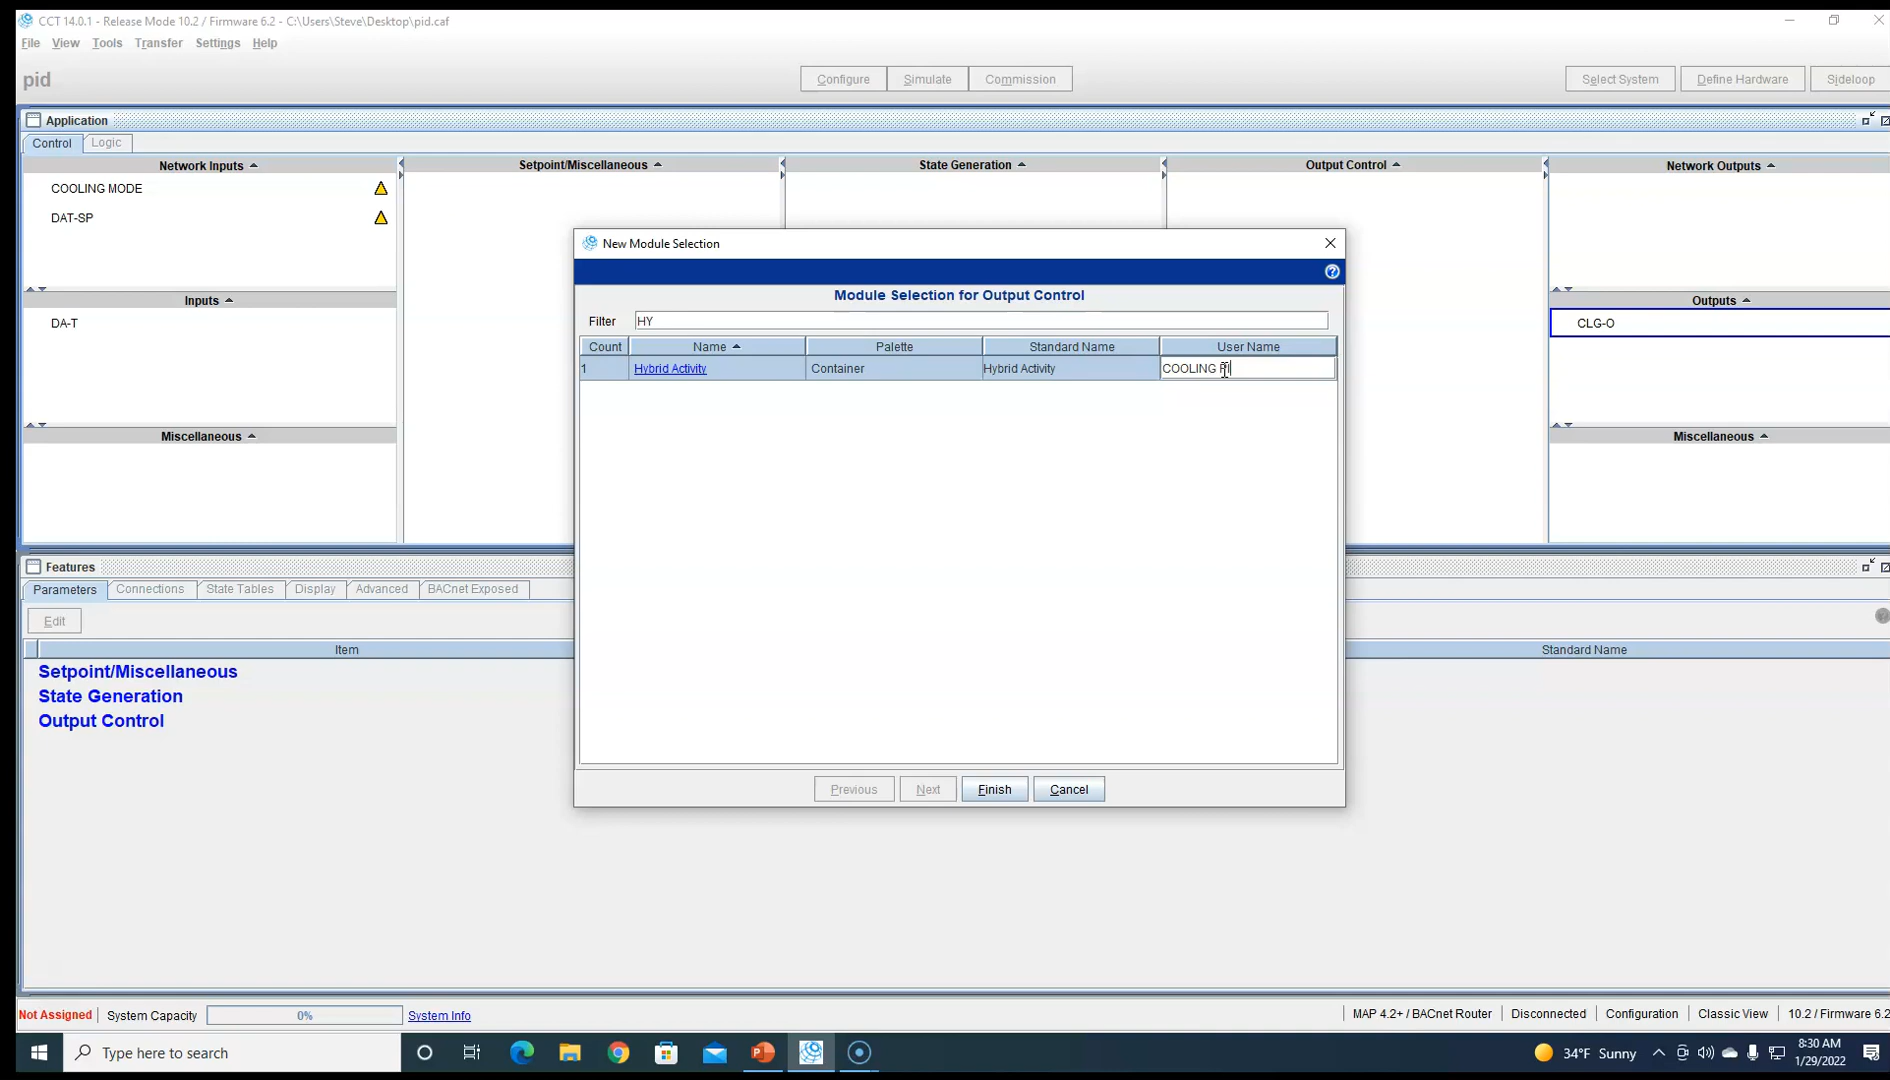 CCT 14.0.1 - Release Mode 10.2 / Firmware 6.2 - C:\Users\Steve\Desktop\pid.caf
File View Tools Transfer Settings Help
pid
Configure Simulate Commission
Select System Define Hardware Sideloop
Application
Control Logic
Network Inputs Setpoint/Miscellaneous State Generation Output Control Network Outputs
COOLING MODE
DAT-SP
New Module Selection
Module Selection for Output Control
Inputs
Outputs
Filter HY
DA-T
CLG-O
Count Name Palette Standard Name User Name
1 Hybrid Activity Container Hybrid Activity COOLING
Miscellaneous
Miscellaneous
Features
Parameters Connections State Tables Display Advanced BACnet Exposed
Edit
Item Standard Name
Setpoint/Miscellaneous
State Generation
Output Control
Previous Next Finish Cancel
Not Assigned System Capacity 0% System Info MAP 4.2+ / BACnet Router Disconnected Configuration Classic View 10.2 / Firmware 6.2
Type here to search
34°F Sunny
8:30 AM
1/29/2022